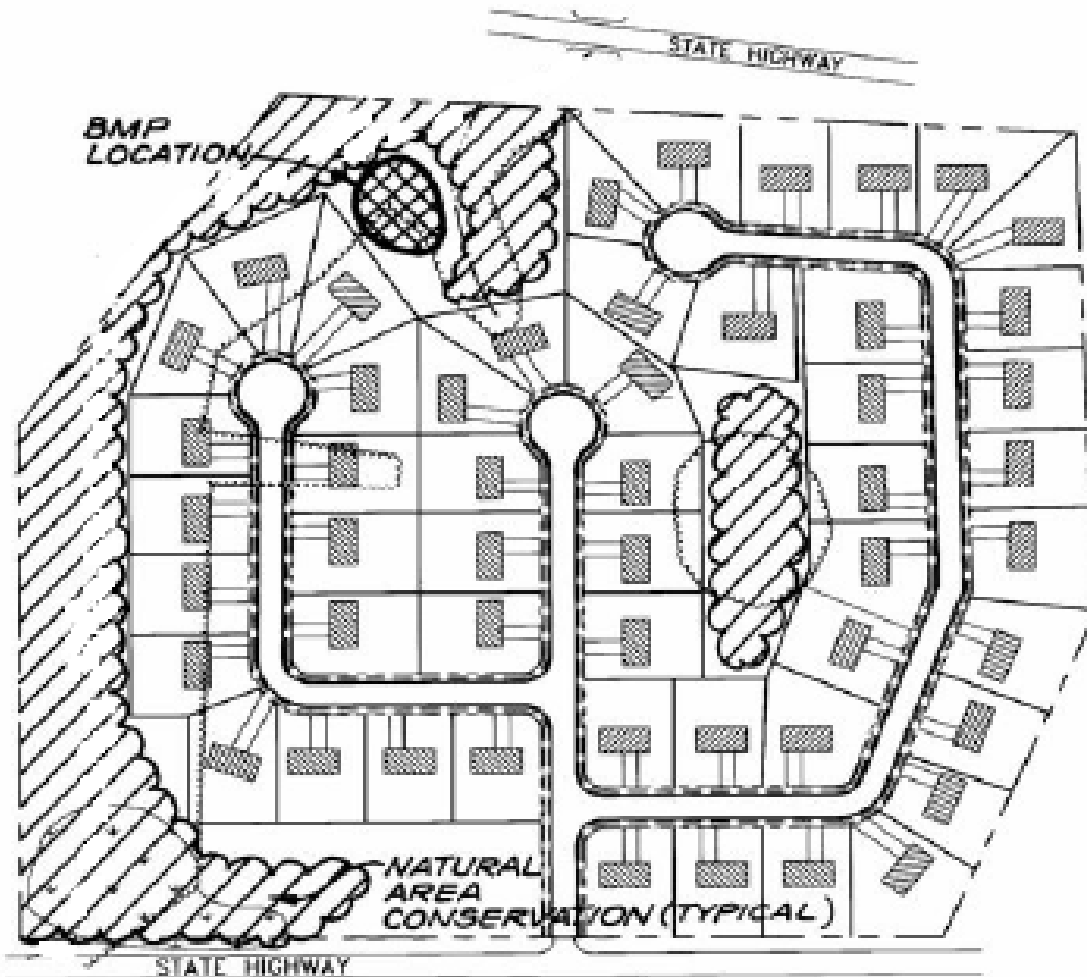 STATE HIGHWAY
BMP
LOCATION
NATURAL
AREA
CONSERVATION (TYPICAL)
STATE HIGHWAY